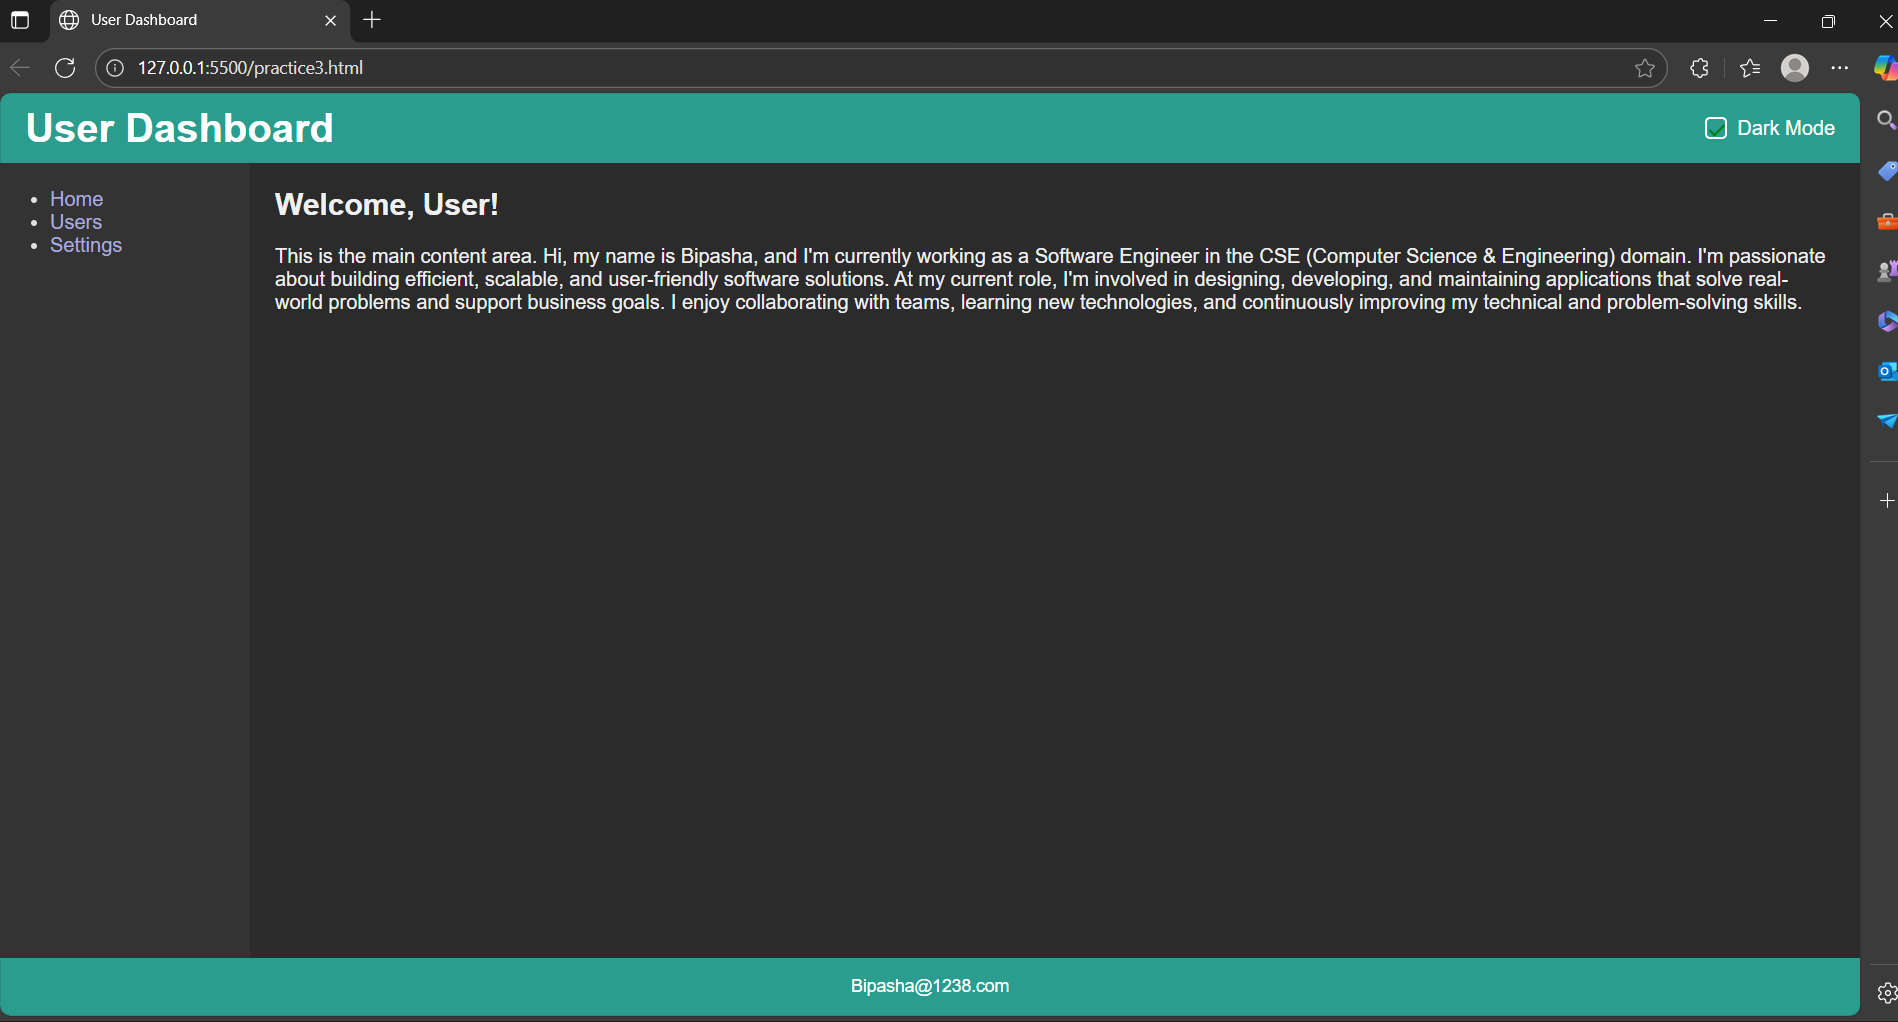 User Dashboard
127.0.0.1:5500/practice3.html
User Dashboard
Dark Mode
Home
Users
Settings
Welcome, User!
This is the main content area. Hi, my name is Bipasha, and I'm currently working as a Software Engineer in the CSE (Computer Science & Engineering) domain. I'm passionate
about building efficient, scalable, and user-friendly software solutions. At my current role, I'm involved in designing, developing, and maintaining applications that solve real-
world problems and support business goals. I enjoy collaborating with teams, learning new technologies, and continuously improving my technical and problem-solving skills.
Bipasha@1238.com